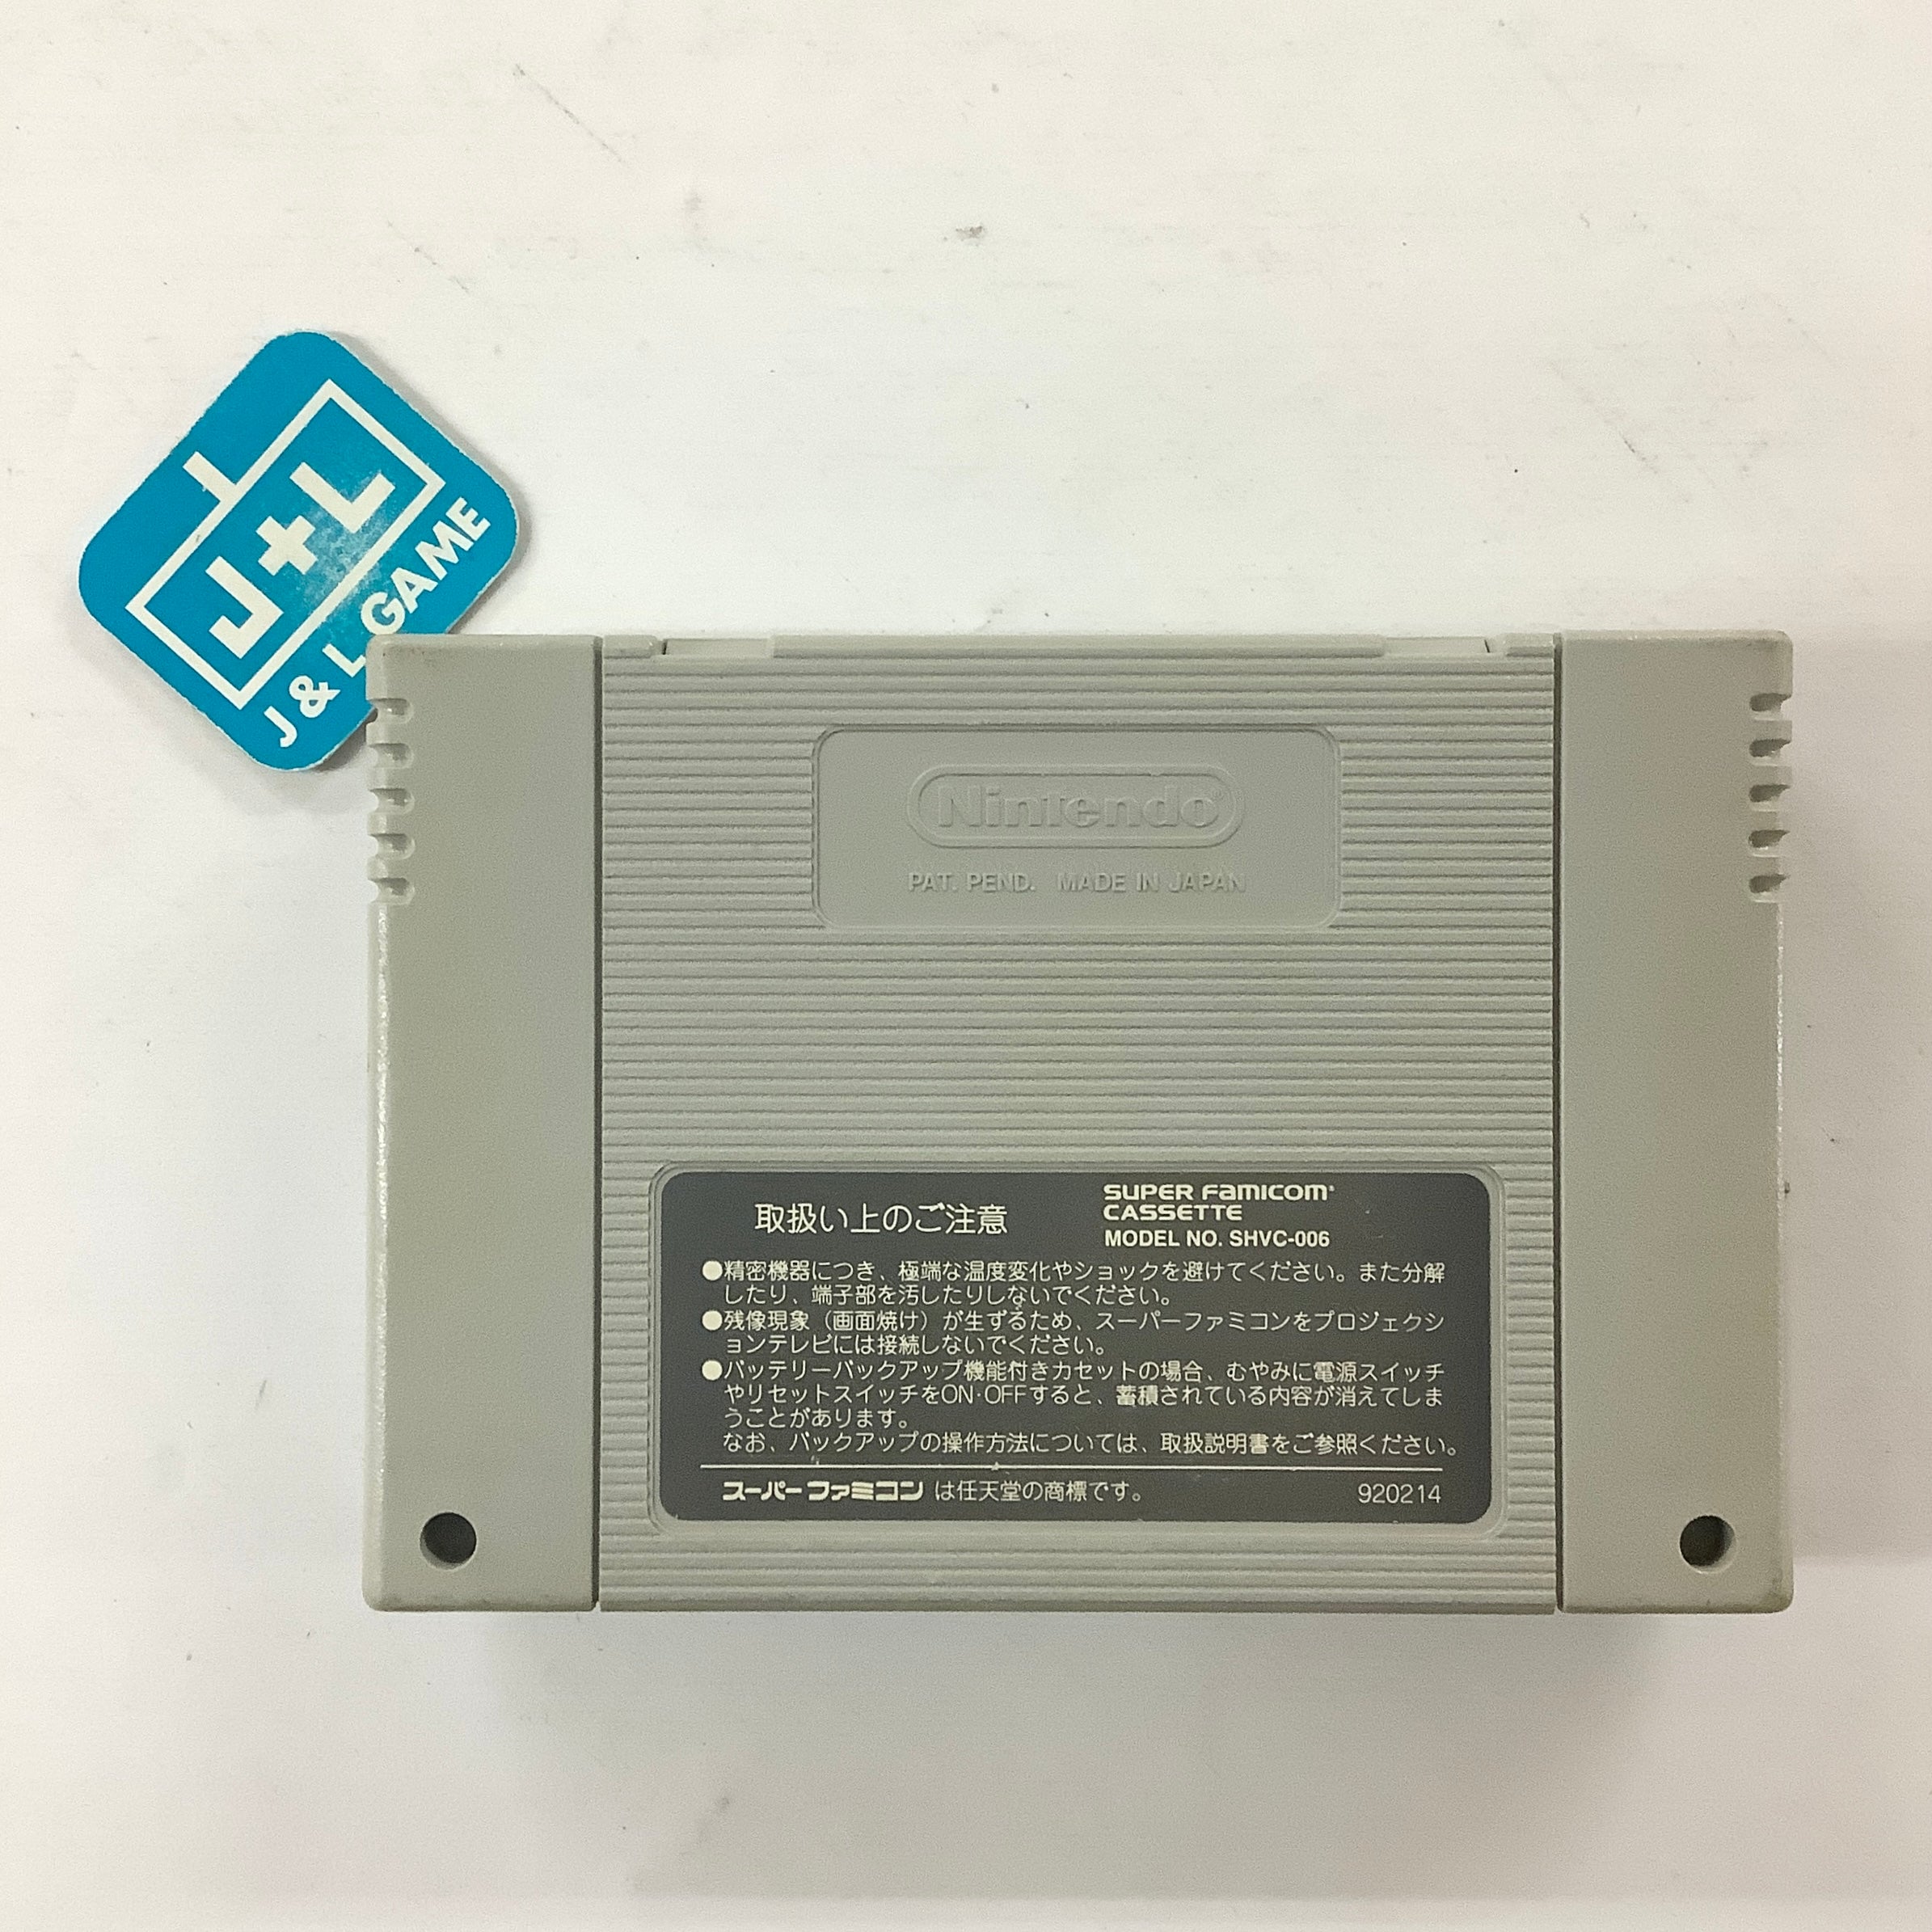 J+L
J & L GAME
Nintendo®
PAT. PEND. MADE IN JAPAN
取扱い上のご注意
SUPER FAMICOM®
CASSETTE
MODEL NO. SHVC-006
●精密機器につき、極端な温度変化やショックを避けてください。また分解
したり、端子部を汚したりしないでください。
●残像現象（画面焼け）が生ずるため、スーパーファミコンをプロジェクシ
ョンテレビには接続しないでください。
●バッテリーバックアップ機能付きカセットの場合、むやみに電源スイッチ
やリセットスイッチをON·OFFすると、蓄積されている内容が消えてしま
うことがあります。
なお、バックアップの操作方法については、取扱説明書をご参照ください。
スーパーファミコン は任天堂の商標です。
920214